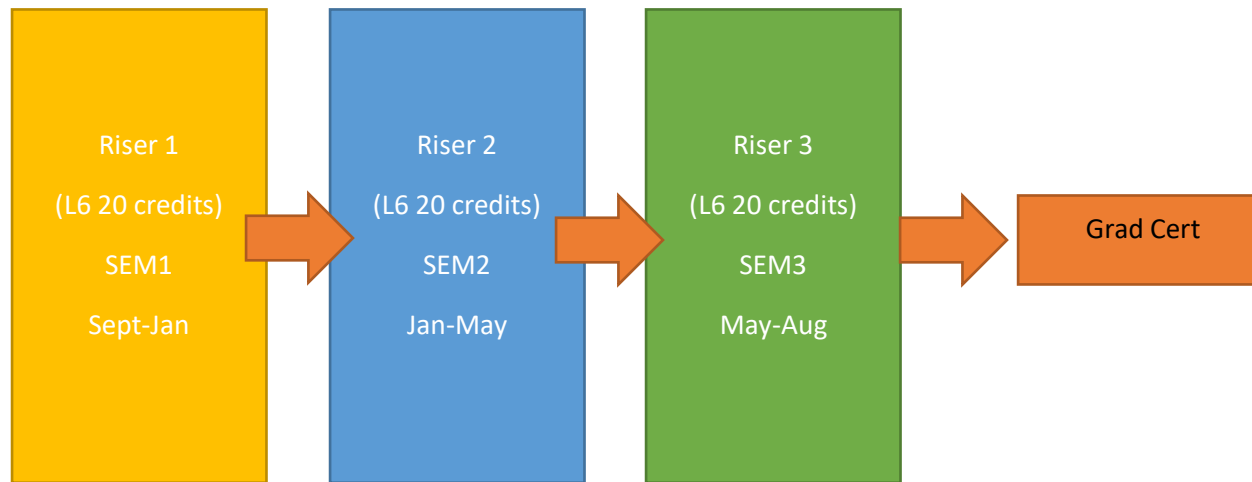 Riser 1
(L6 20 credits)
SEM1
Sept-Jan
Riser 2
(L6 20 credits)
SEM2
Jan-May
Riser 3
(L6 20 credits)
SEM3
May-Aug
Grad Cert